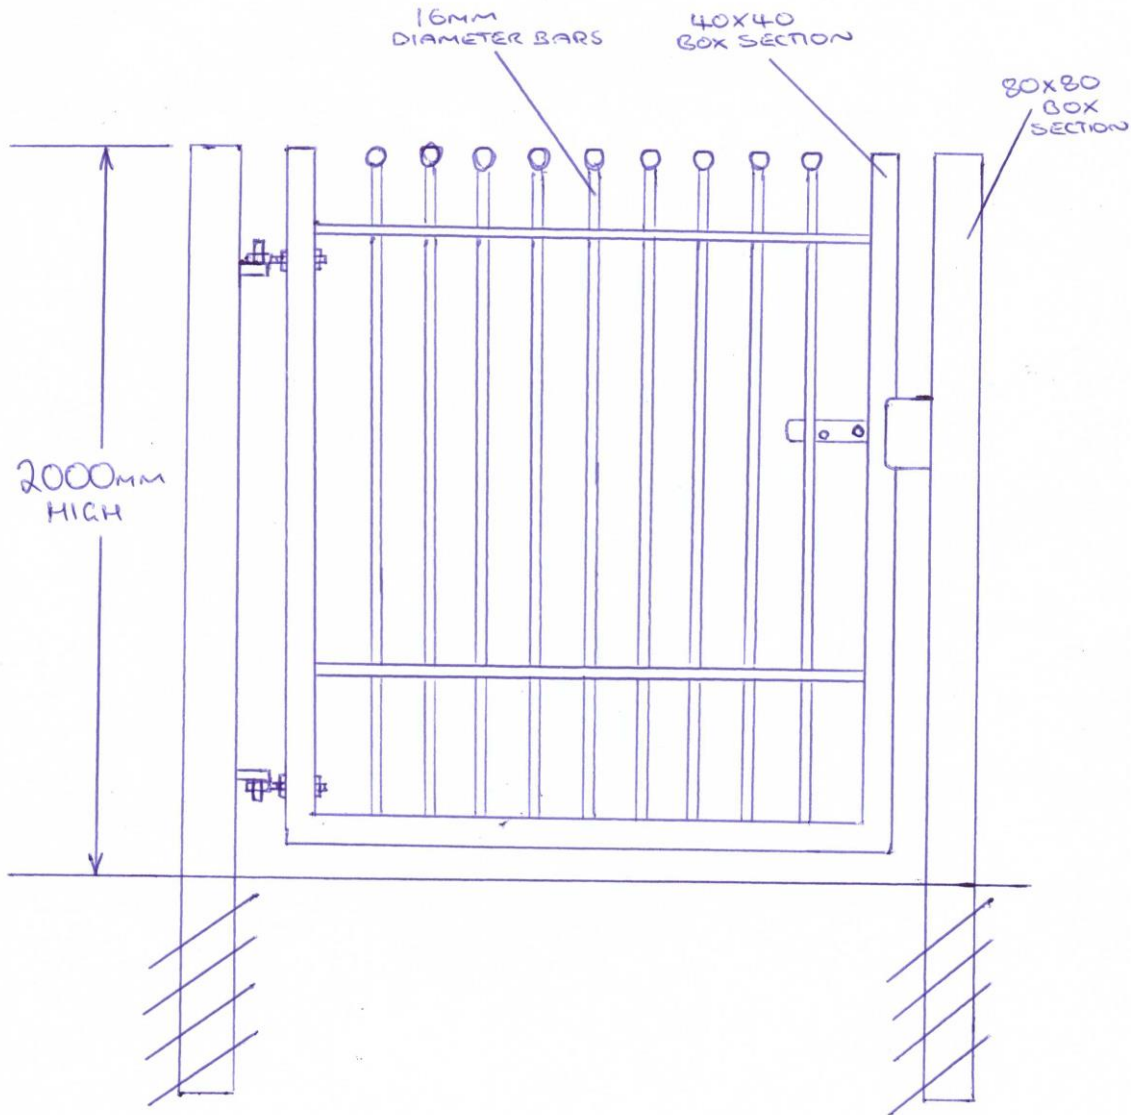 16MM
DIAMETER BARS
40X40
BOX SECTION
80X80
BOX
SECTION
2000MM
HIGH